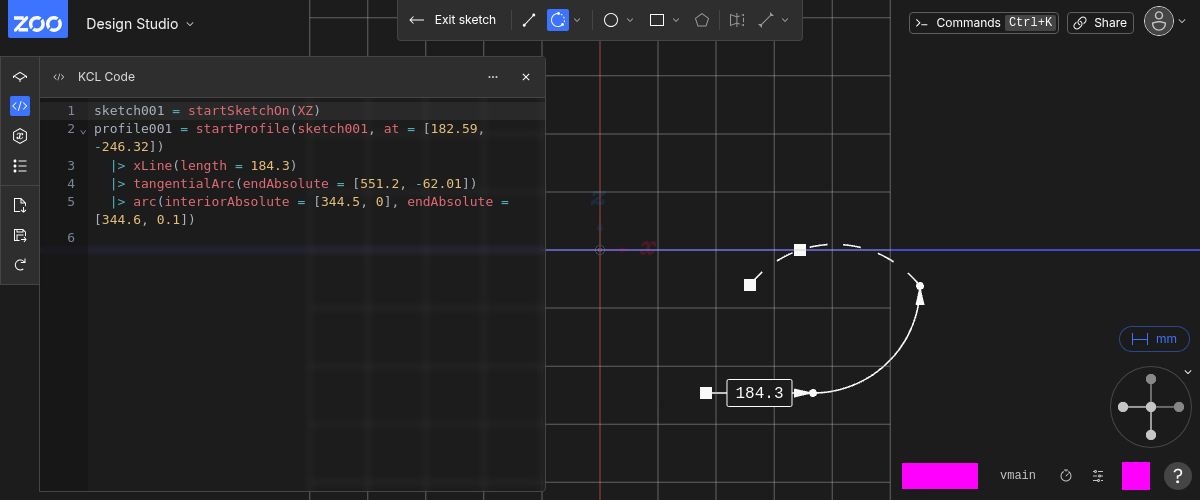 ZOO Design Studio
Exit sketch
Commands Ctrl+K
Share
KCL Code
1 sketch001 = startSketchOn(XZ)
2 profile001 = startProfile(sketch001, at = [182.59,
-246.32])
3 |> xLine(length = 184.3)
4 |> tangentialArc(endAbsolute = [551.2, -62.01])
5 |> arc(interiorAbsolute = [344.5, 0], endAbsolute =
[344.6, 0.1])
6
z
x
184.3
mm
vmain
?